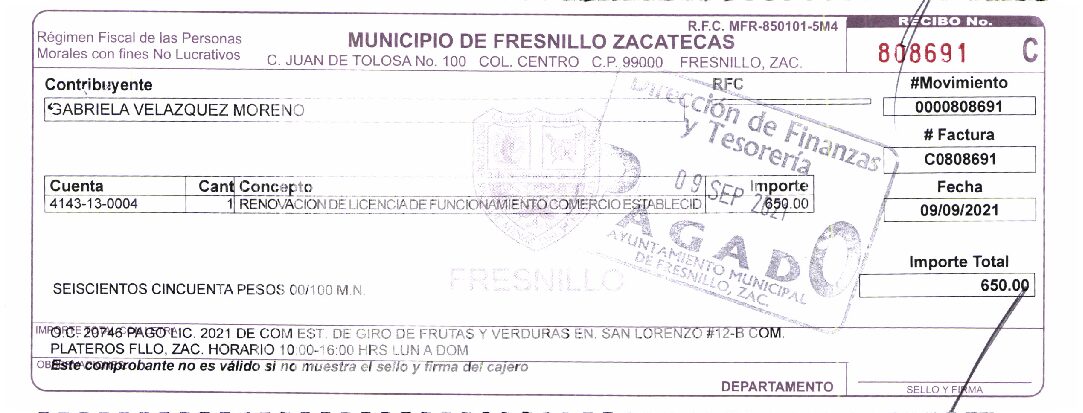 Régimen Fiscal de las Personas
Morales con fines No Lucrativos
R.F.C. MFR-850101-5M4
MUNICIPIO DE FRESNILLO ZACATECAS
C. JUAN DE TOLOSA No. 100 COL. CENTRO C.P. 99000 FRESNILLO, ZAC.
RECIBO No.
808691 C
Contribuyente
RFC
GABRIELA VELAZQUEZ MORENO
#Movimiento
0000808691
# Factura
C0808691
Fecha
09/09/2021
Dirección de Finanzas
y Tesorería
09 SEP 2021
PAGADO
AYUNTAMIENTO MUNICIPAL
DE FRESNILLO, ZAC.
Cuenta Cant Concepto Importe
4143-13-0004 1 RENOVACION DE LICENCIA DE FUNCIONAMIENTO COMERCIO ESTABLECID 650.00
FRESNILLO
Importe Total
650.00
SEISCIENTOS CINCUENTA PESOS 00/100 M.N.
O.C. 20746 PAGO LIC. 2021 DE COM EST. DE GIRO DE FRUTAS Y VERDURAS EN. SAN LORENZO #12-B COM.
PLATEROS FLLO, ZAC. HORARIO 10:00-16:00 HRS LUN A DOM
Este comprobante no es válido si no muestra el sello y firma del cajero
DEPARTAMENTO
SELLO Y FIRMA